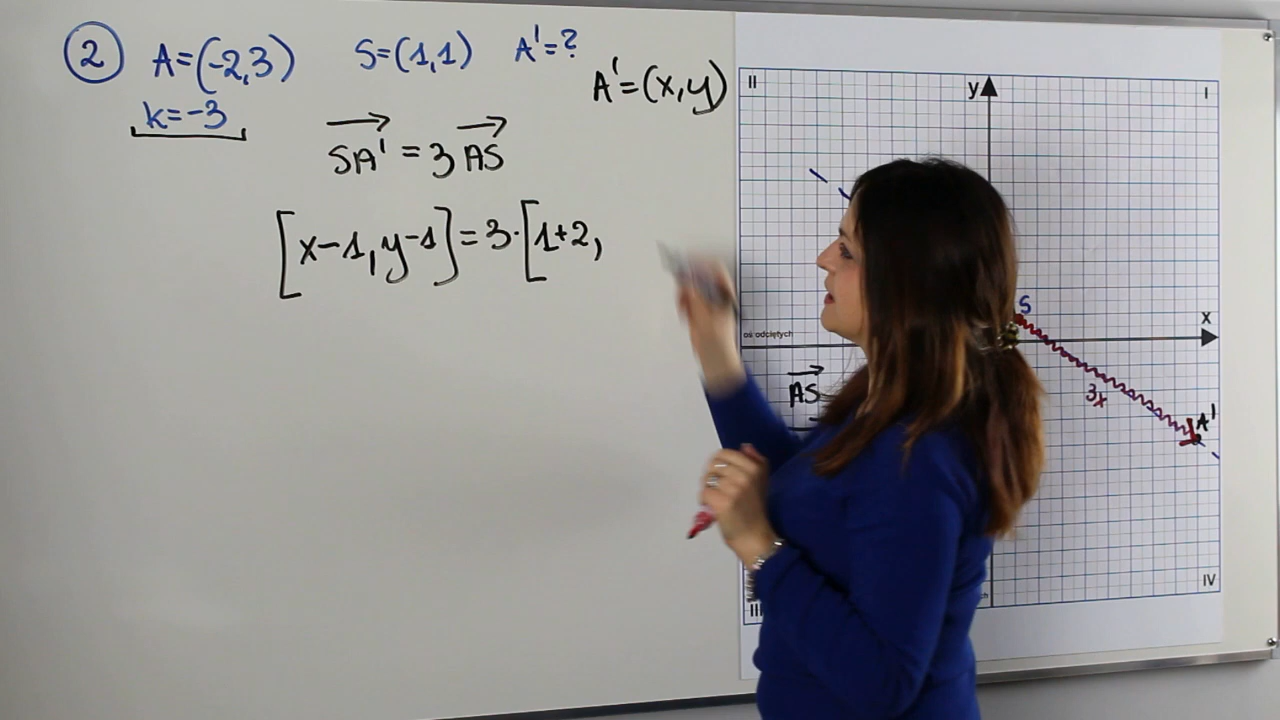 ② A=(-2,3) S=(1,1) A'=?
k=-3
A'=(x,y)
SA' = 3 AS
[x-1, y-1] = 3·[1+2,
II
y
I
S
x
oś odciętych
AS
3x
A'
IV
III